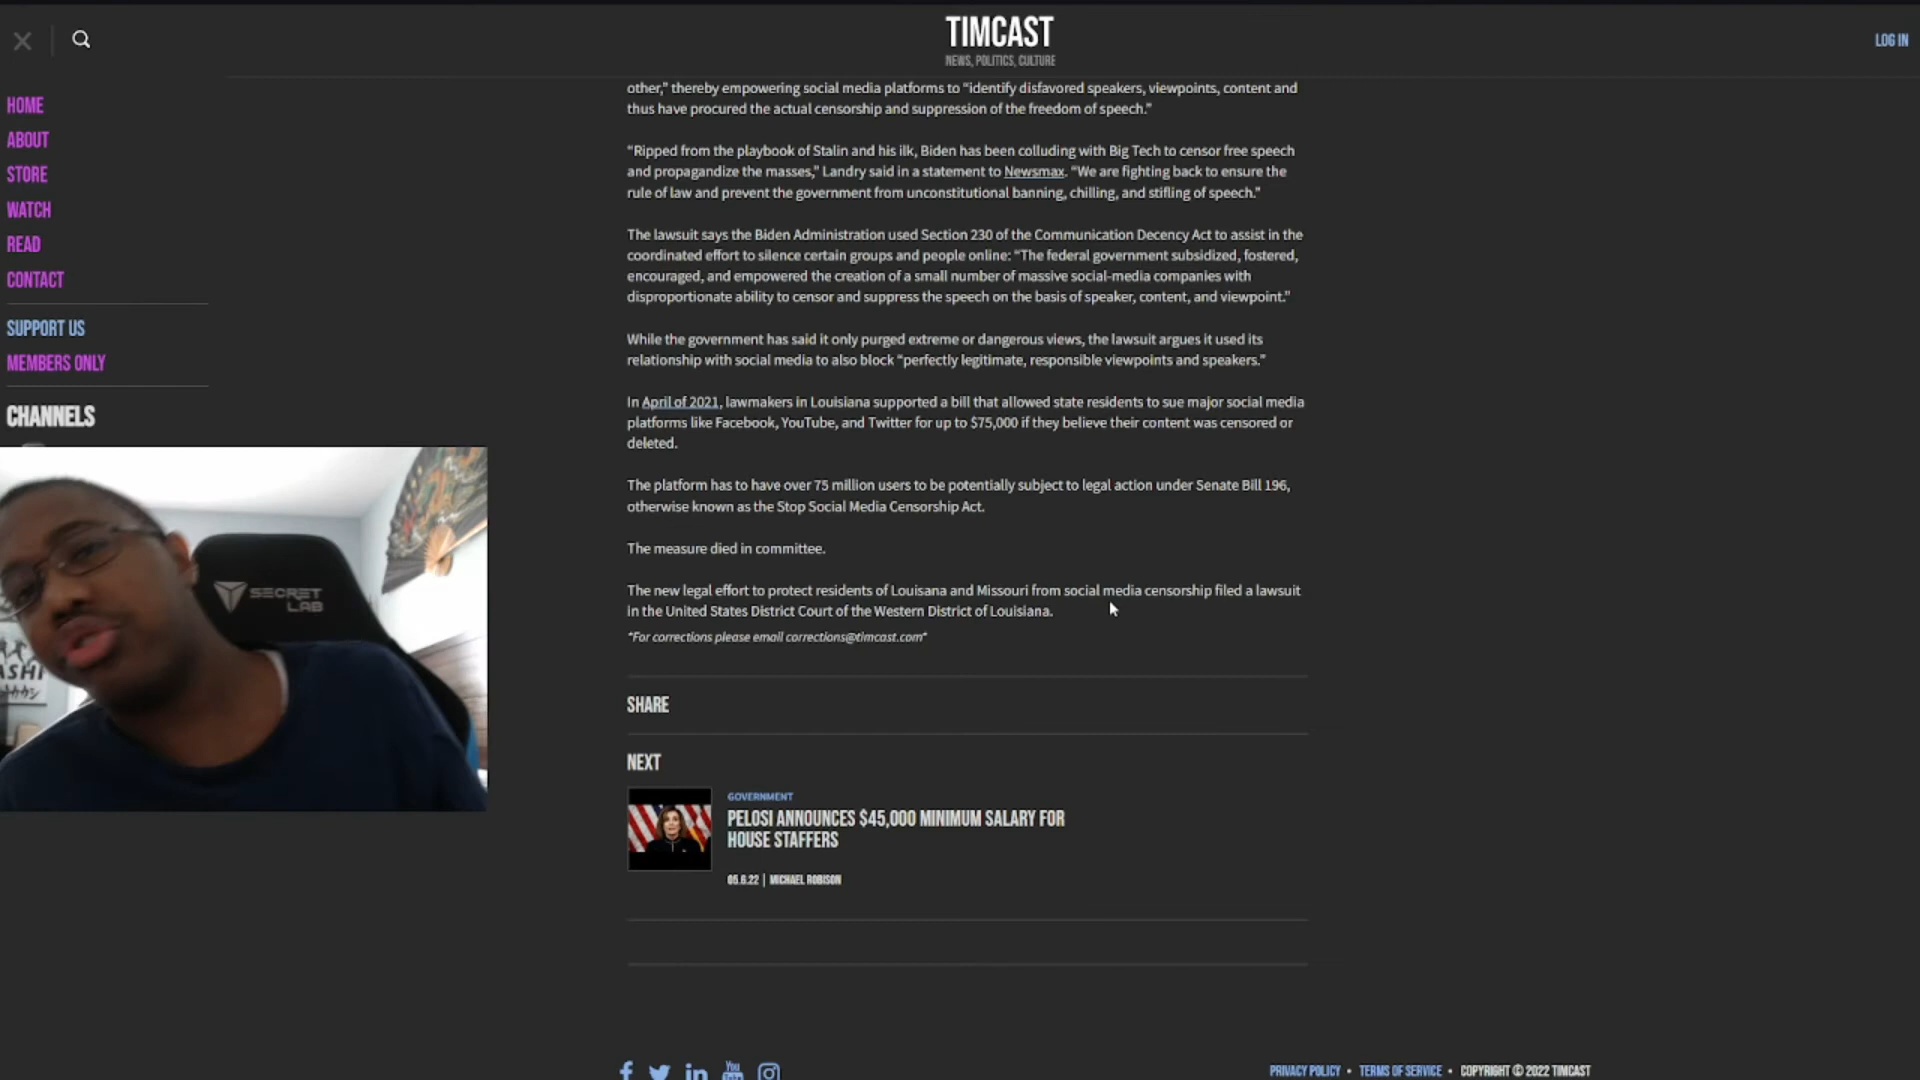 TIMCAST
NEWS, POLITICS, CULTURE
LOG IN
HOME
ABOUT
STORE
WATCH
READ
CONTACT
SUPPORT US
MEMBERS ONLY
CHANNELS
other,” thereby empowering social media platforms to “identify disfavored speakers, viewpoints, content and
thus have procured the actual censorship and suppression of the freedom of speech.”
“Ripped from the playbook of Stalin and his ilk, Biden has been colluding with Big Tech to censor free speech
and propagandize the masses,” Landry said in a statement to Newsmax. “We are fighting back to ensure the
rule of law and prevent the government from unconstitutional banning, chilling, and stifling of speech.”
The lawsuit says the Biden Administration used Section 230 of the Communication Decency Act to assist in the
coordinated effort to silence certain groups and people online: “The federal government subsidized, fostered,
encouraged, and empowered the creation of a small number of massive social-media companies with
disproportionate ability to censor and suppress the speech on the basis of speaker, content, and viewpoint.”
While the government has said it only purged extreme or dangerous views, the lawsuit argues it used its
relationship with social media to also block “perfectly legitimate, responsible viewpoints and speakers.”
In April of 2021, lawmakers in Louisiana supported a bill that allowed state residents to sue major social media
platforms like Facebook, YouTube, and Twitter for up to $75,000 if they believe their content was censored or
deleted.
The platform has to have over 75 million users to be potentially subject to legal action under Senate Bill 196,
otherwise known as the Stop Social Media Censorship Act.
The measure died in committee.
The new legal effort to protect residents of Louisana and Missouri from social media censorship filed a lawsuit
in the United States District Court of the Western District of Louisiana.
*For corrections please email corrections@timcast.com*
SHARE
NEXT
GOVERNMENT
PELOSI ANNOUNCES $45,000 MINIMUM SALARY FOR
HOUSE STAFFERS
05.6.22 | MICHAEL ROBISON
SECRET
LAB
ASHI
PRIVACY POLICY • TERMS OF SERVICE • COPYRIGHT © 2022 TIMCAST